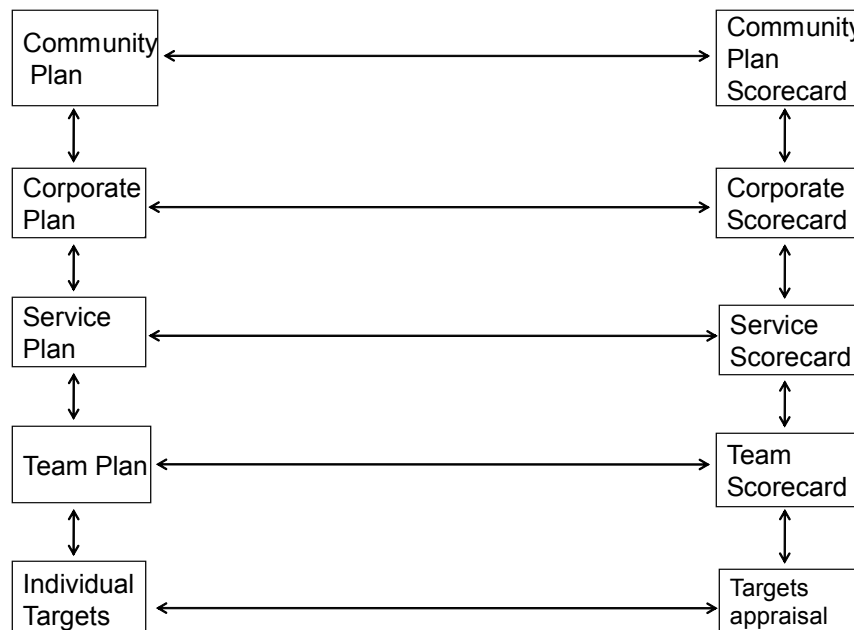 Community
Plan
Community
Plan
Scorecard
Corporate
Plan
Corporate
Scorecard
Service
Plan
Service
Scorecard
Team Plan
Team
Scorecard
Individual
Targets
Targets
appraisal